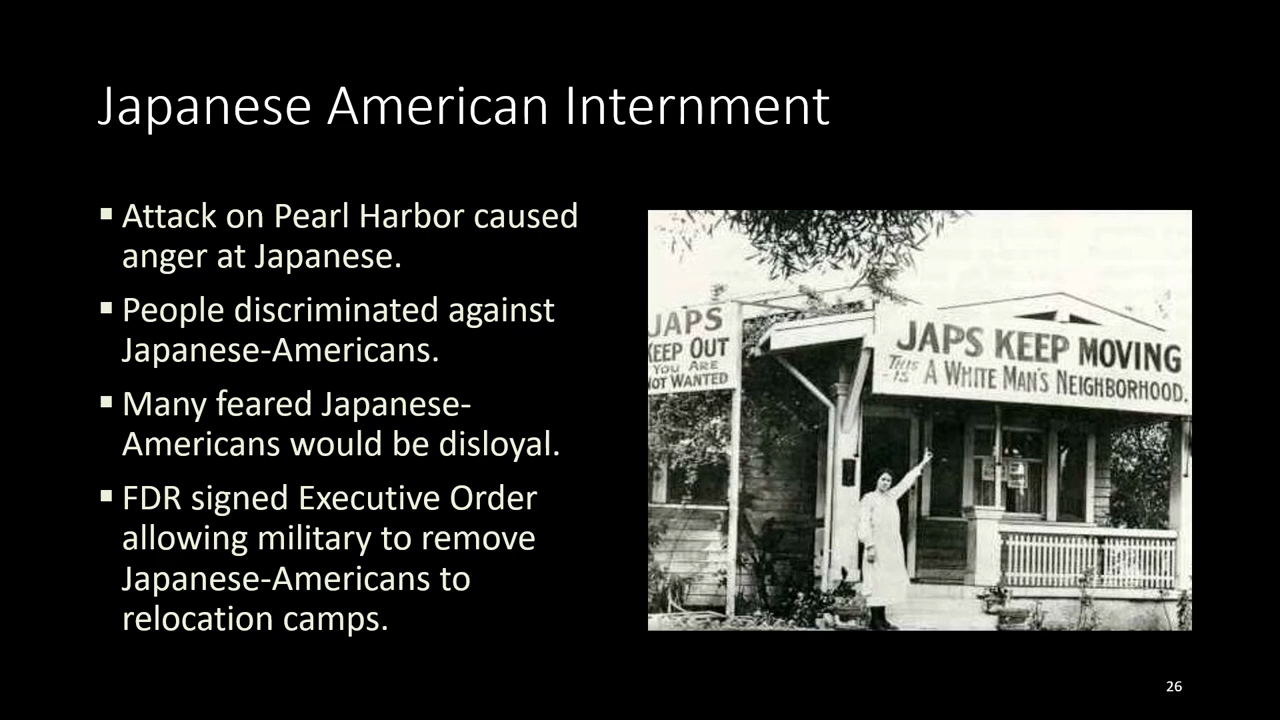 Japanese American Internment
▪ Attack on Pearl Harbor caused
anger at Japanese.
▪ People discriminated against
Japanese-Americans.
▪ Many feared Japanese-
Americans would be disloyal.
▪ FDR signed Executive Order
allowing military to remove
Japanese-Americans to
relocation camps.
JAPS
KEEP OUT
YOU ARE
NOT WANTED
JAPS KEEP MOVING
THIS IS A WHITE MAN'S NEIGHBORHOOD.
26